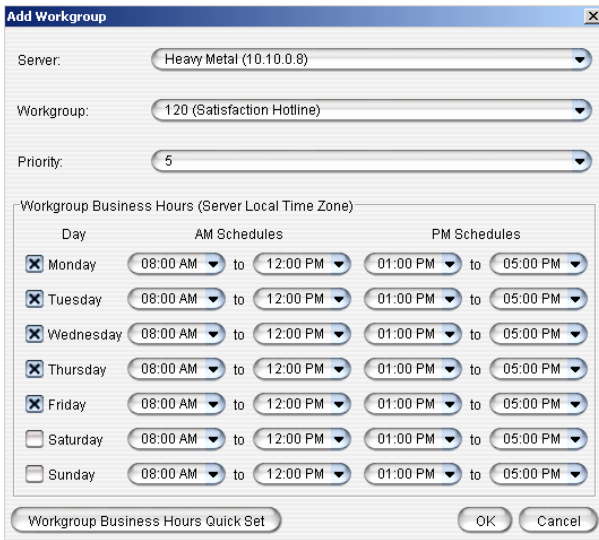 Add Workgroup
Server: Heavy Metal (10.10.0.8)
Workgroup: 120 (Satisfaction Hotline)
Priority: 5
Workgroup Business Hours (Server Local Time Zone)
Day AM Schedules PM Schedules
Monday 08:00 AM to 12:00 PM 01:00 PM to 05:00 PM
Tuesday 08:00 AM to 12:00 PM 01:00 PM to 05:00 PM
Wednesday 08:00 AM to 12:00 PM 01:00 PM to 05:00 PM
Thursday 08:00 AM to 12:00 PM 01:00 PM to 05:00 PM
Friday 08:00 AM to 12:00 PM 01:00 PM to 05:00 PM
Saturday 08:00 AM to 12:00 PM 01:00 PM to 05:00 PM
Sunday 08:00 AM to 12:00 PM 01:00 PM to 05:00 PM
Workgroup Business Hours Quick Set OK Cancel